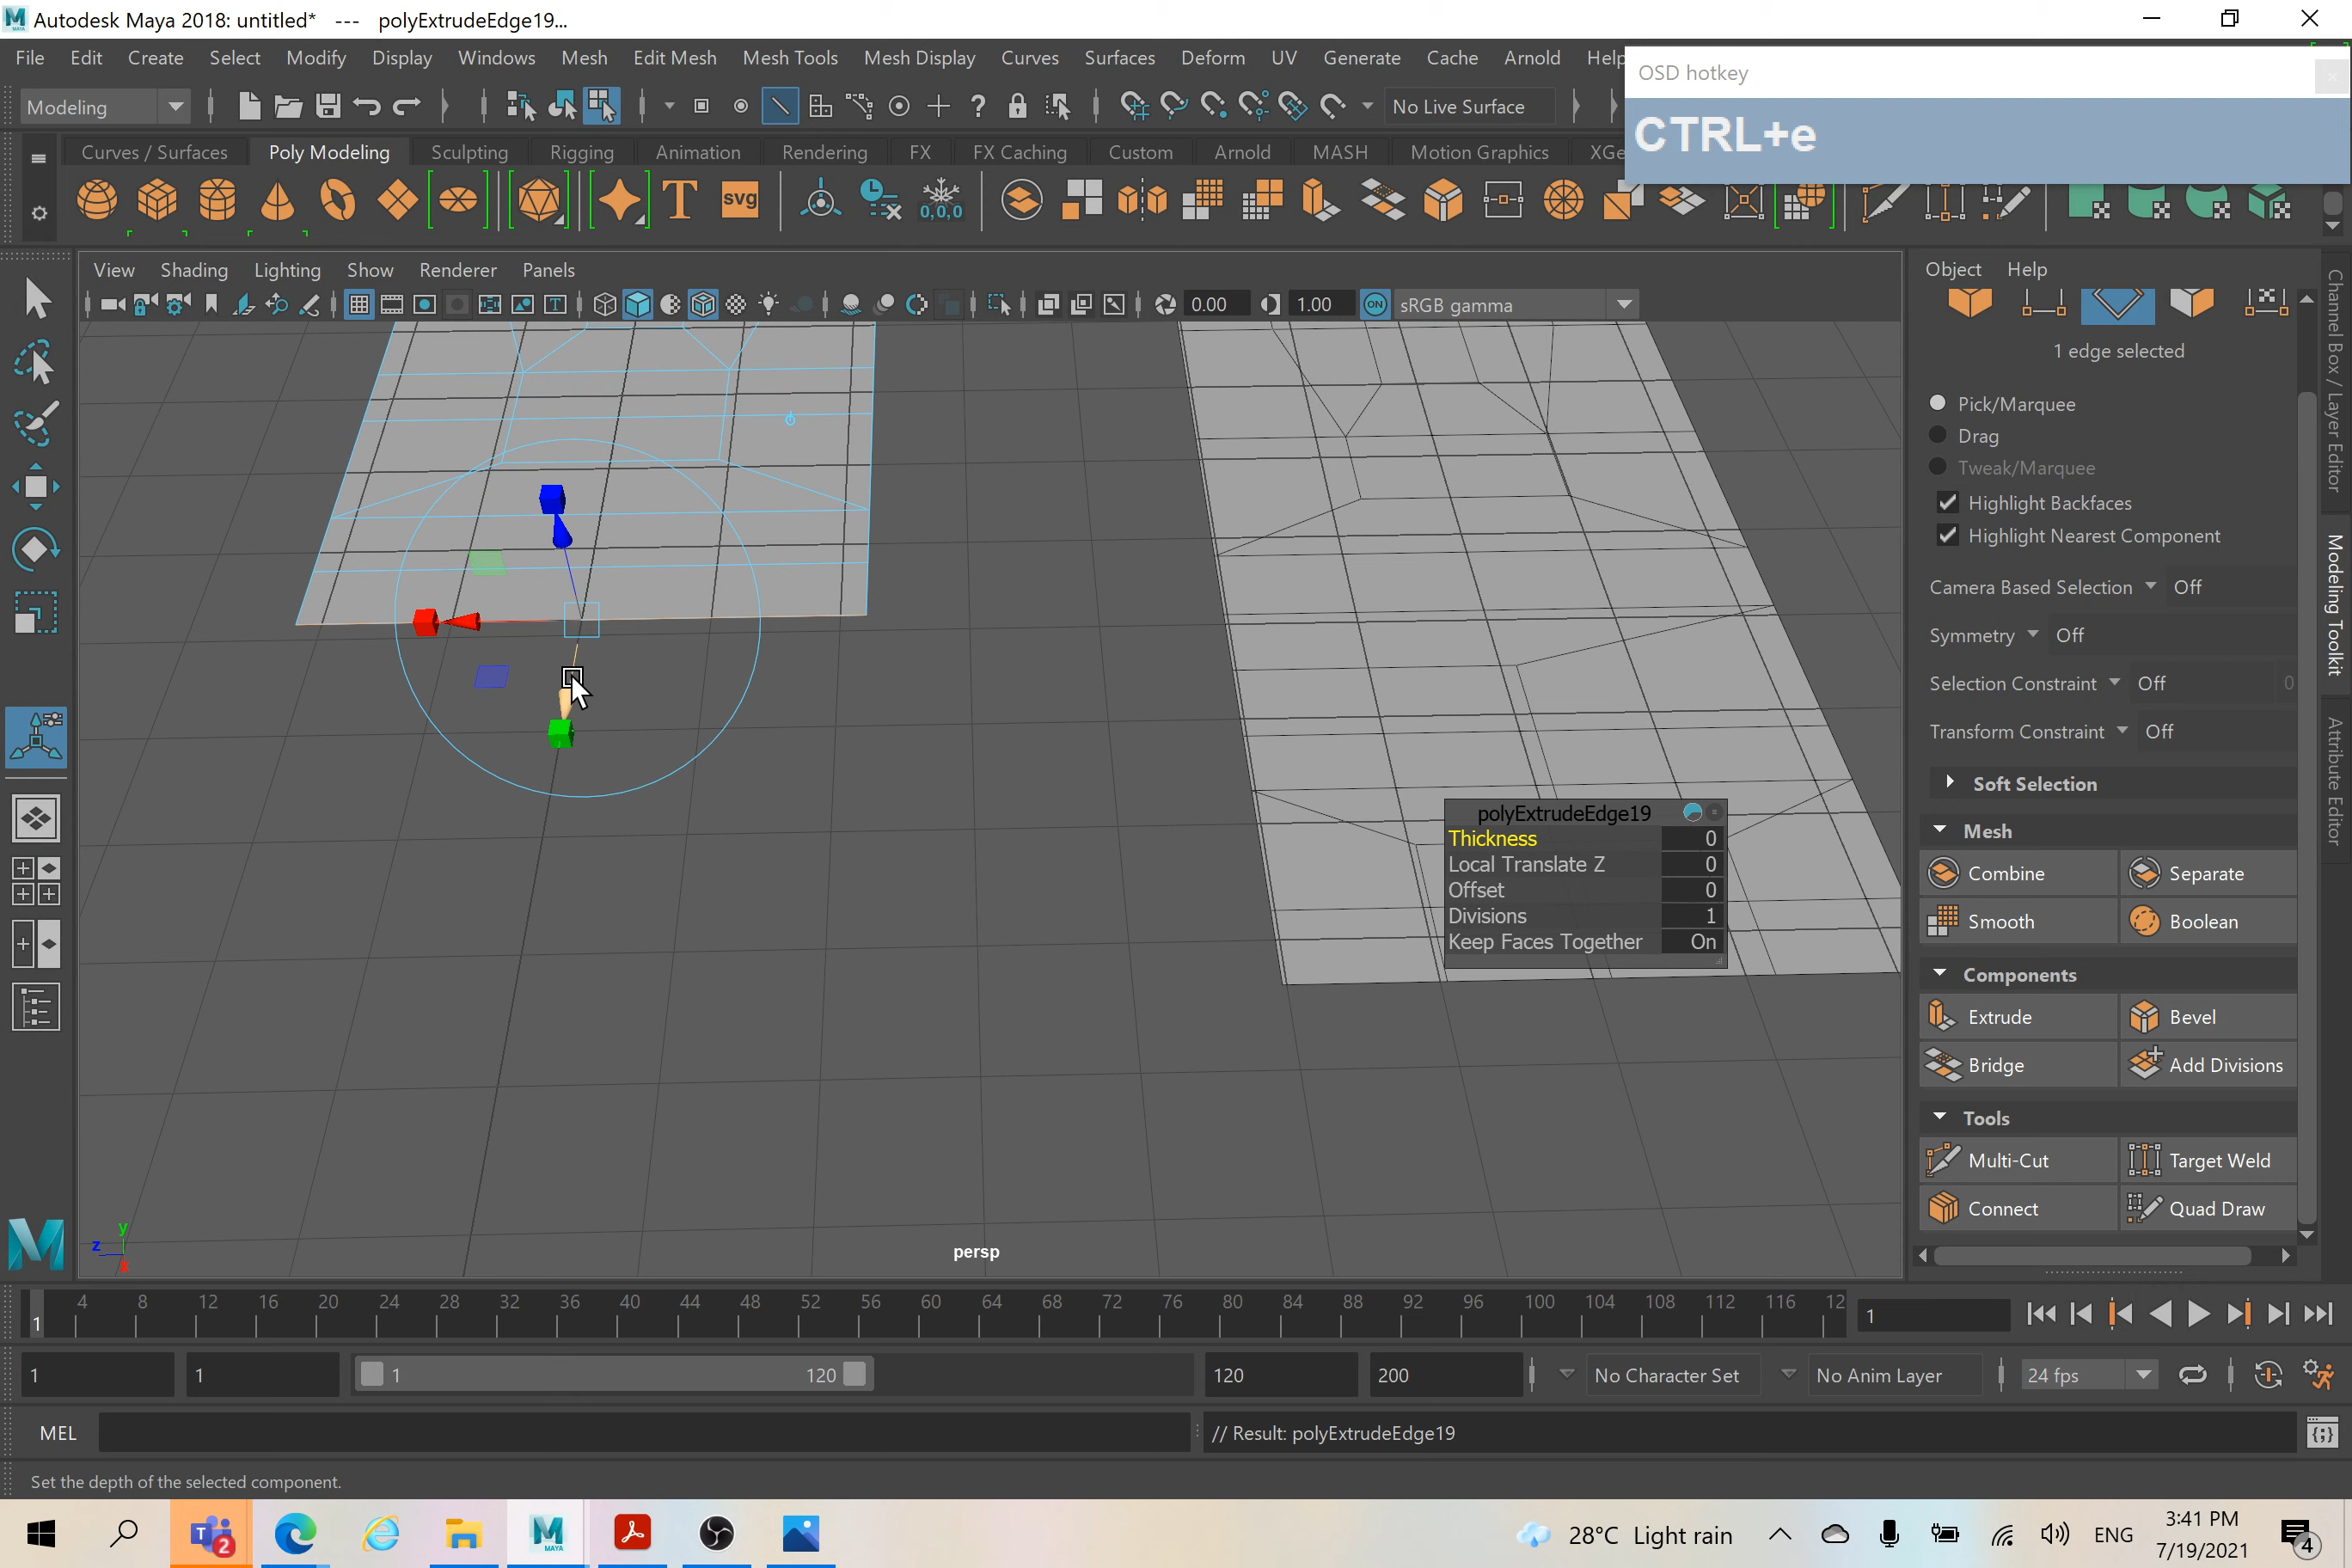 Autodesk Maya 2018: untitled* --- polyExtrudeEdge19...
File Edit Create Select Modify Display Windows Mesh Edit Mesh Mesh Tools Mesh Display Curves Surfaces Deform UV Generate Cache Arnold Help
OSD hotkey
CTRL+e
Modeling
No Live Surface
Curves / Surfaces Poly Modeling Sculpting Rigging Animation Rendering FX FX Caching Custom Arnold MASH Motion Graphics XGe
T svg 0,0,0
View Shading Lighting Show Renderer Panels
0.00 1.00 ON sRGB gamma
Object Help
1 edge selected
Pick/Marquee
Drag
Tweak/Marquee
Highlight Backfaces
Highlight Nearest Component
Camera Based Selection Off
Symmetry Off
Selection Constraint Off 0
Transform Constraint Off
Soft Selection
Mesh
Combine Separate
Smooth Boolean
Components
Extrude Bevel
Bridge Add Divisions
Tools
Multi-Cut Target Weld
Connect Quad Draw
Channel Box / Layer Editor
Modeling Toolkit
Attribute Editor
polyExtrudeEdge19
Thickness 0
Local Translate Z 0
Offset 0
Divisions 1
Keep Faces Together On
y
z
x
persp
1 4 8 12 16 20 24 28 32 36 40 44 48 52 56 60 64 68 72 76 80 84 88 92 96 100 104 108 112 116 12
1
1 1 1 120 120 200 No Character Set No Anim Layer 24 fps
MEL // Result: polyExtrudeEdge19
Set the depth of the selected component.
28°C Light rain ENG
3:41 PM
7/19/2021
2
4